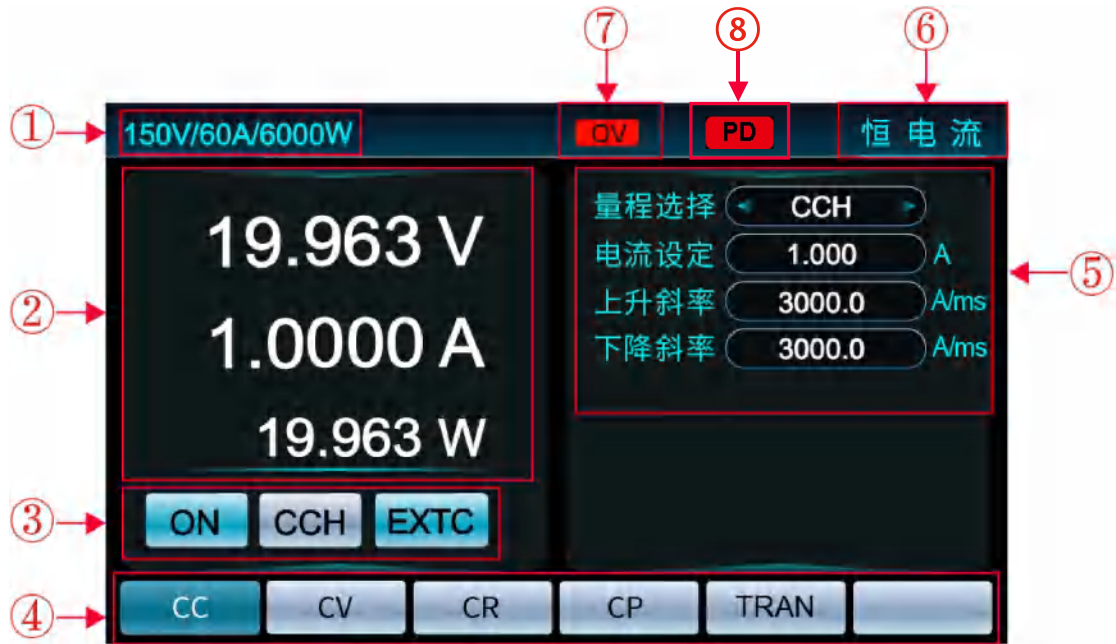 ⑦ ⑧ ⑥
① 150V/60A/6000W OV PD 恒电流
② 19.963 V
1.0000 A
19.963 W
量程选择 CCH
电流设定 1.000 A
上升斜率 3000.0 A/ms
下降斜率 3000.0 A/ms
⑤
③ ON CCH EXTC
④ CC CV CR CP TRAN